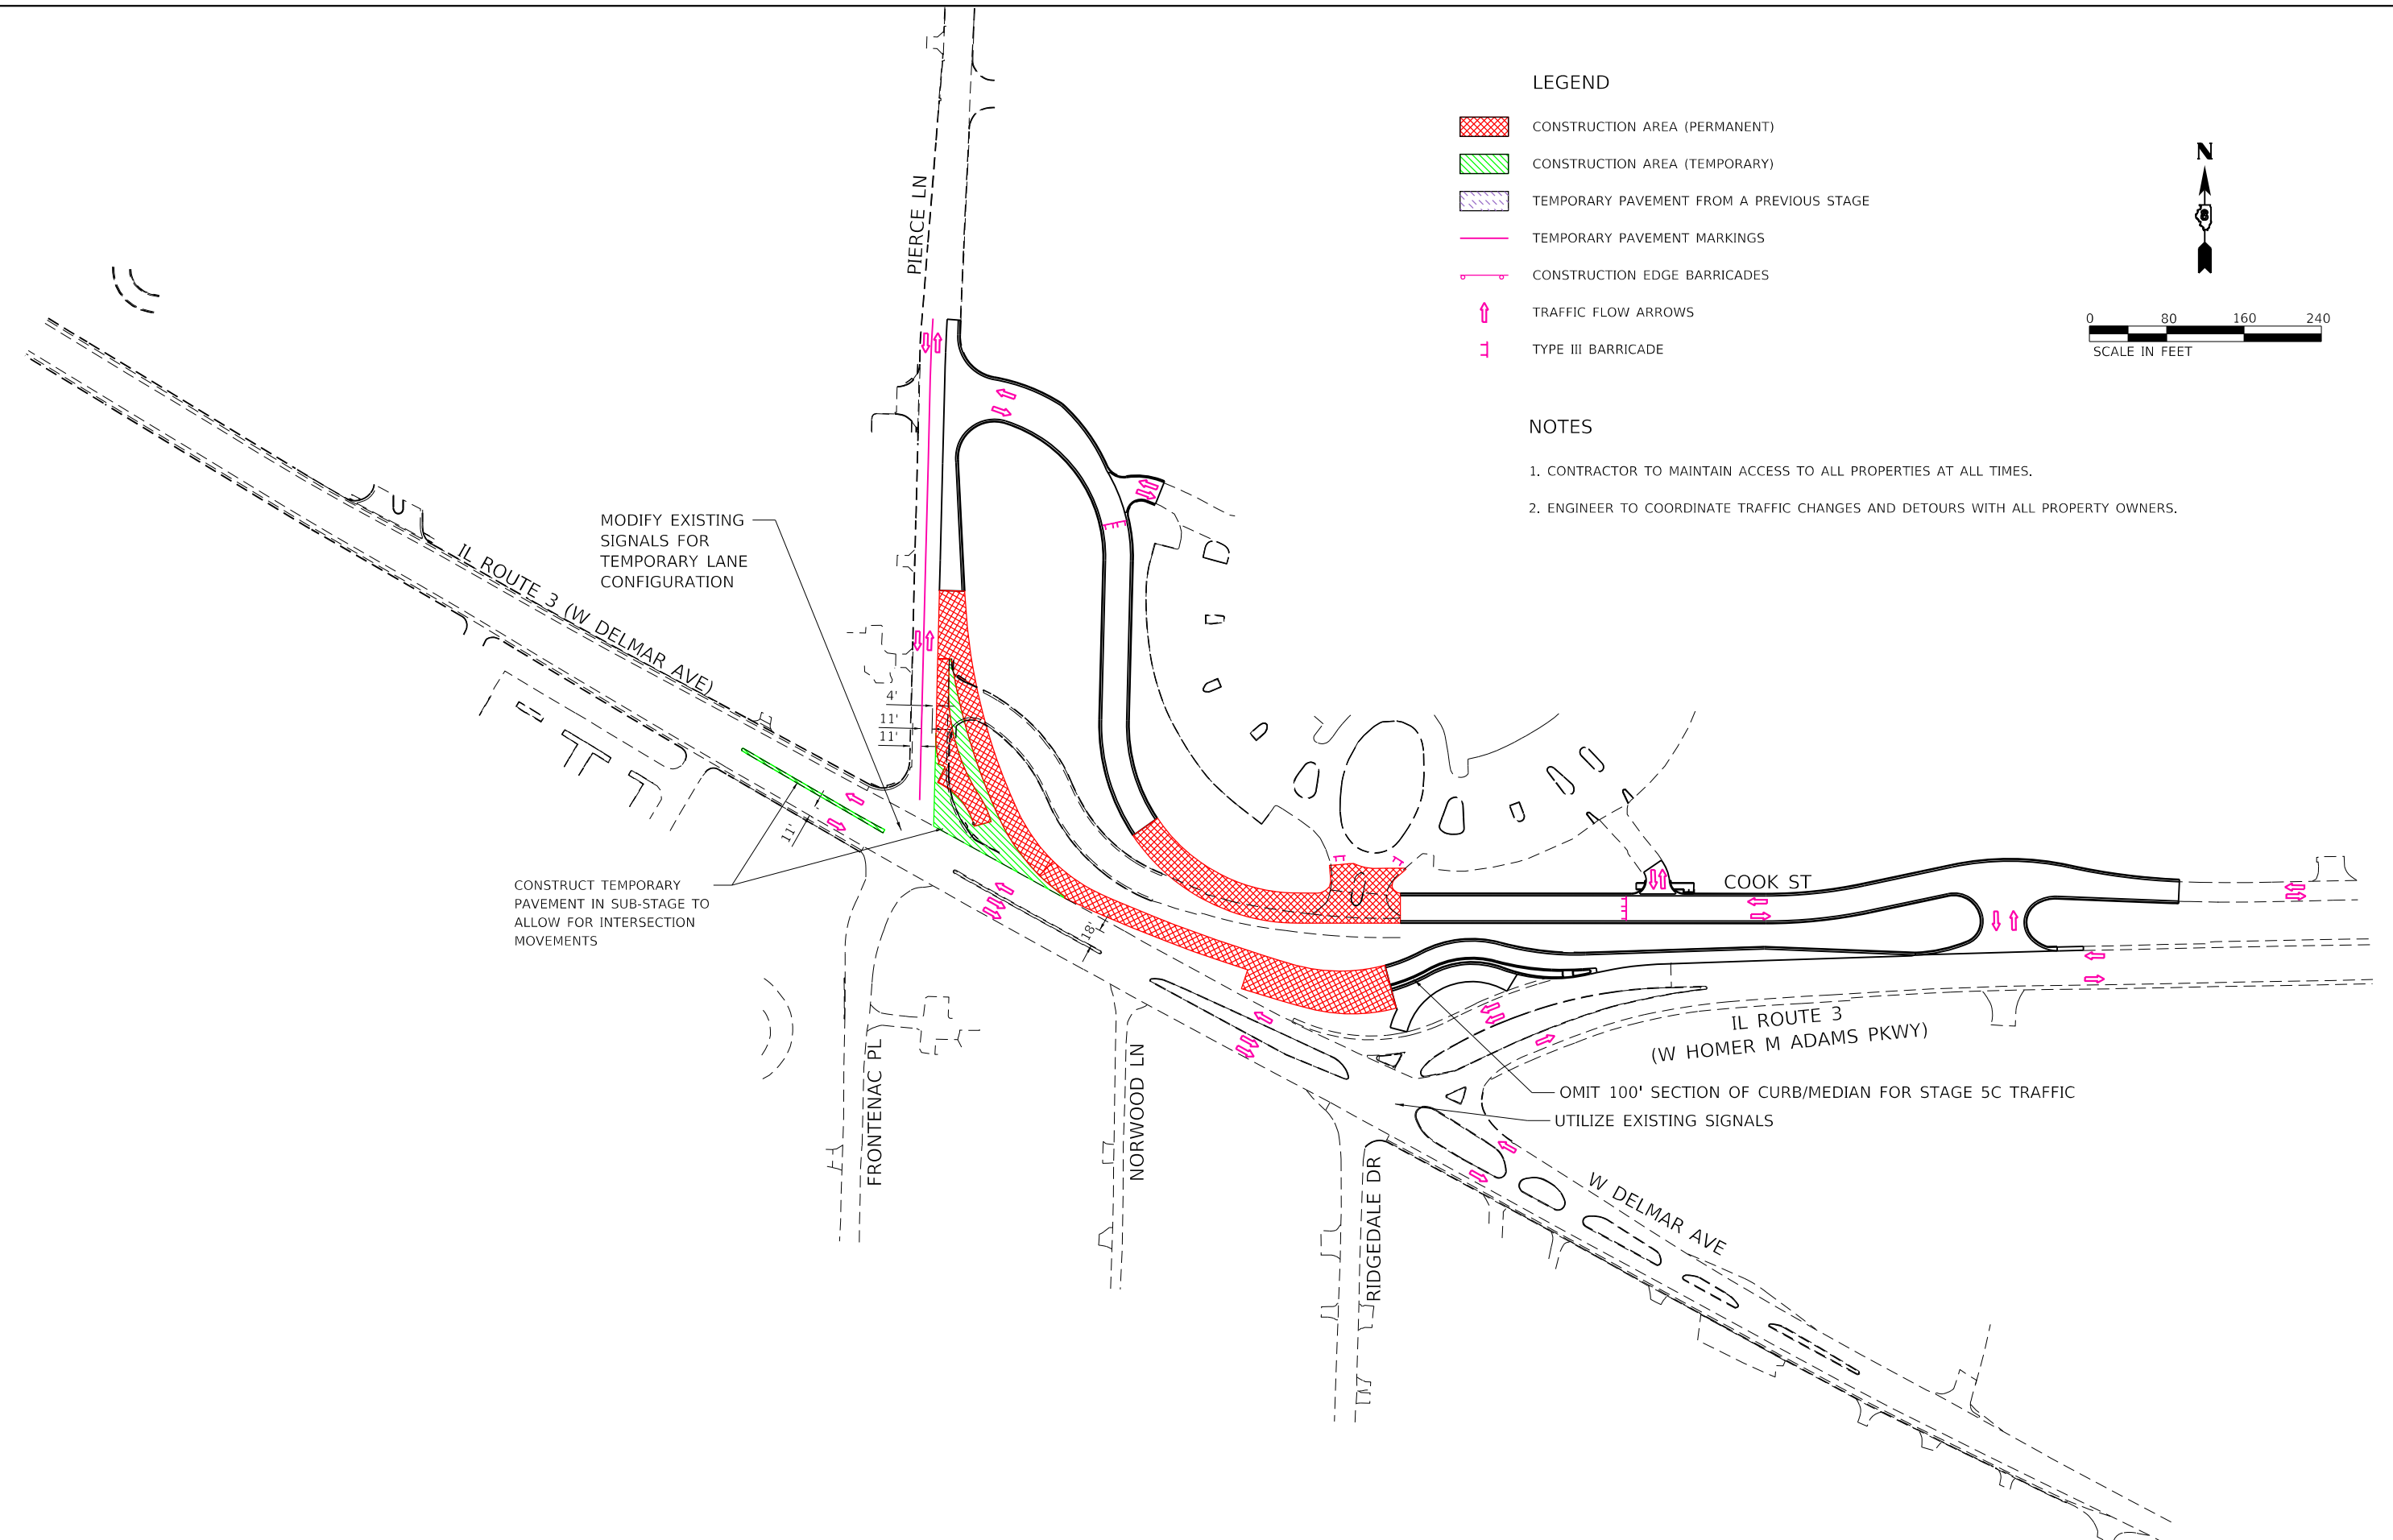 LEGEND
CONSTRUCTION AREA (PERMANENT)
CONSTRUCTION AREA (TEMPORARY)
TEMPORARY PAVEMENT FROM A PREVIOUS STAGE
TEMPORARY PAVEMENT MARKINGS
CONSTRUCTION EDGE BARRICADES
TRAFFIC FLOW ARROWS
TYPE III BARRICADE
N
0 80 160 240
SCALE IN FEET
NOTES
1. CONTRACTOR TO MAINTAIN ACCESS TO ALL PROPERTIES AT ALL TIMES.
2. ENGINEER TO COORDINATE TRAFFIC CHANGES AND DETOURS WITH ALL PROPERTY OWNERS.
PIERCE LN
MODIFY EXISTING
SIGNALS FOR
TEMPORARY LANE
CONFIGURATION
IL ROUTE 3 (W DELMAR AVE)
4'
11'
11'
11'
CONSTRUCT TEMPORARY
PAVEMENT IN SUB-STAGE TO
ALLOW FOR INTERSECTION
MOVEMENTS
18'
COOK ST
IL ROUTE 3
(W HOMER M ADAMS PKWY)
OMIT 100' SECTION OF CURB/MEDIAN FOR STAGE 5C TRAFFIC
UTILIZE EXISTING SIGNALS
FRONTENAC PL
NORWOOD LN
RIDGEDALE DR
W DELMAR AVE